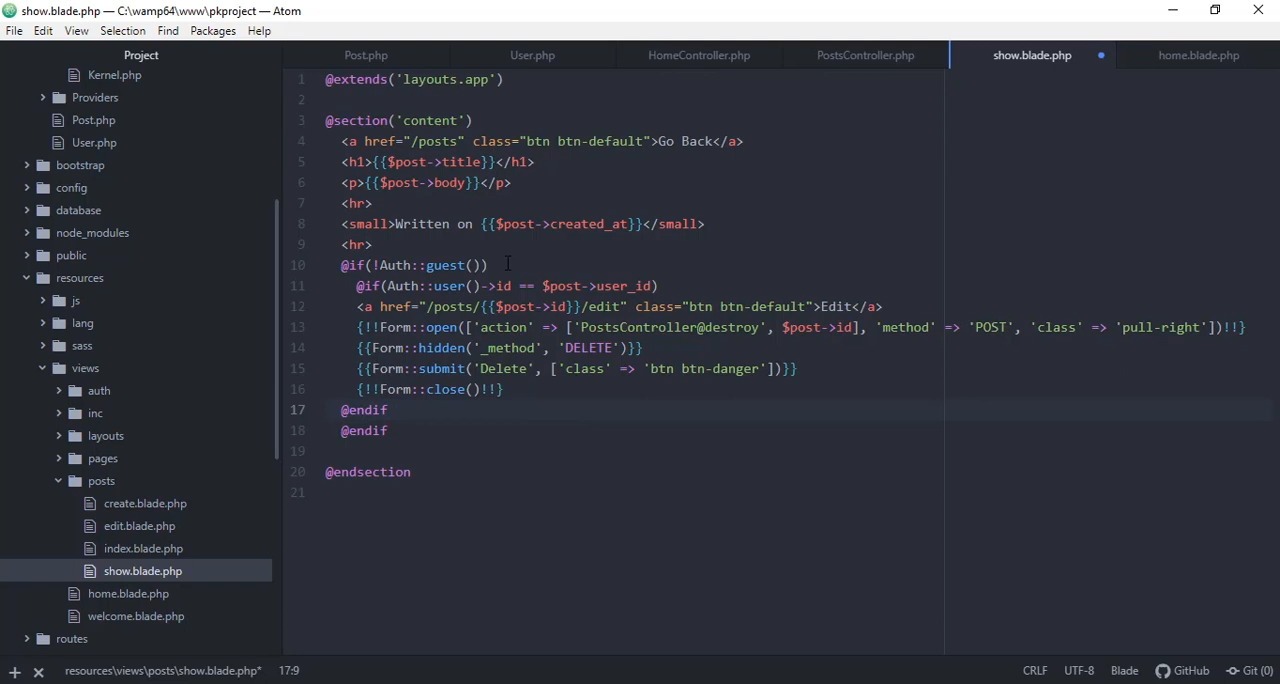 show.blade.php — C:\wamp64\www\pkproject — Atom
File Edit View Selection Find Packages Help
Project
Kernel.php
Providers
Post.php
User.php
bootstrap
config
database
node_modules
public
resources
js
lang
sass
views
auth
inc
layouts
pages
posts
create.blade.php
edit.blade.php
index.blade.php
show.blade.php
home.blade.php
welcome.blade.php
routes
Post.php User.php HomeController.php PostsController.php show.blade.php home.blade.php
1 @extends('layouts.app')
2
3 @section('content')
4 <a href="/posts" class="btn btn-default">Go Back</a>
5 <h1>{{$post->title}}</h1>
6 <p>{{$post->body}}</p>
7 <hr>
8 <small>Written on {{$post->created_at}}</small>
9 <hr>
10 @if(!Auth::guest())
11 @if(Auth::user()->id == $post->user_id)
12 <a href="/posts/{{$post->id}}/edit" class="btn btn-default">Edit</a>
13 {!!Form::open(['action' => ['PostsController@destroy', $post->id], 'method' => 'POST', 'class' => 'pull-right'])!!}
14 {{Form::hidden('_method', 'DELETE')}}
15 {{Form::submit('Delete', ['class' => 'btn btn-danger'])}}
16 {!!Form::close()!!}
17 @endif
18 @endif
19
20 @endsection
21
resources\views\posts\show.blade.php* 17:9 CRLF UTF-8 Blade GitHub Git (0)